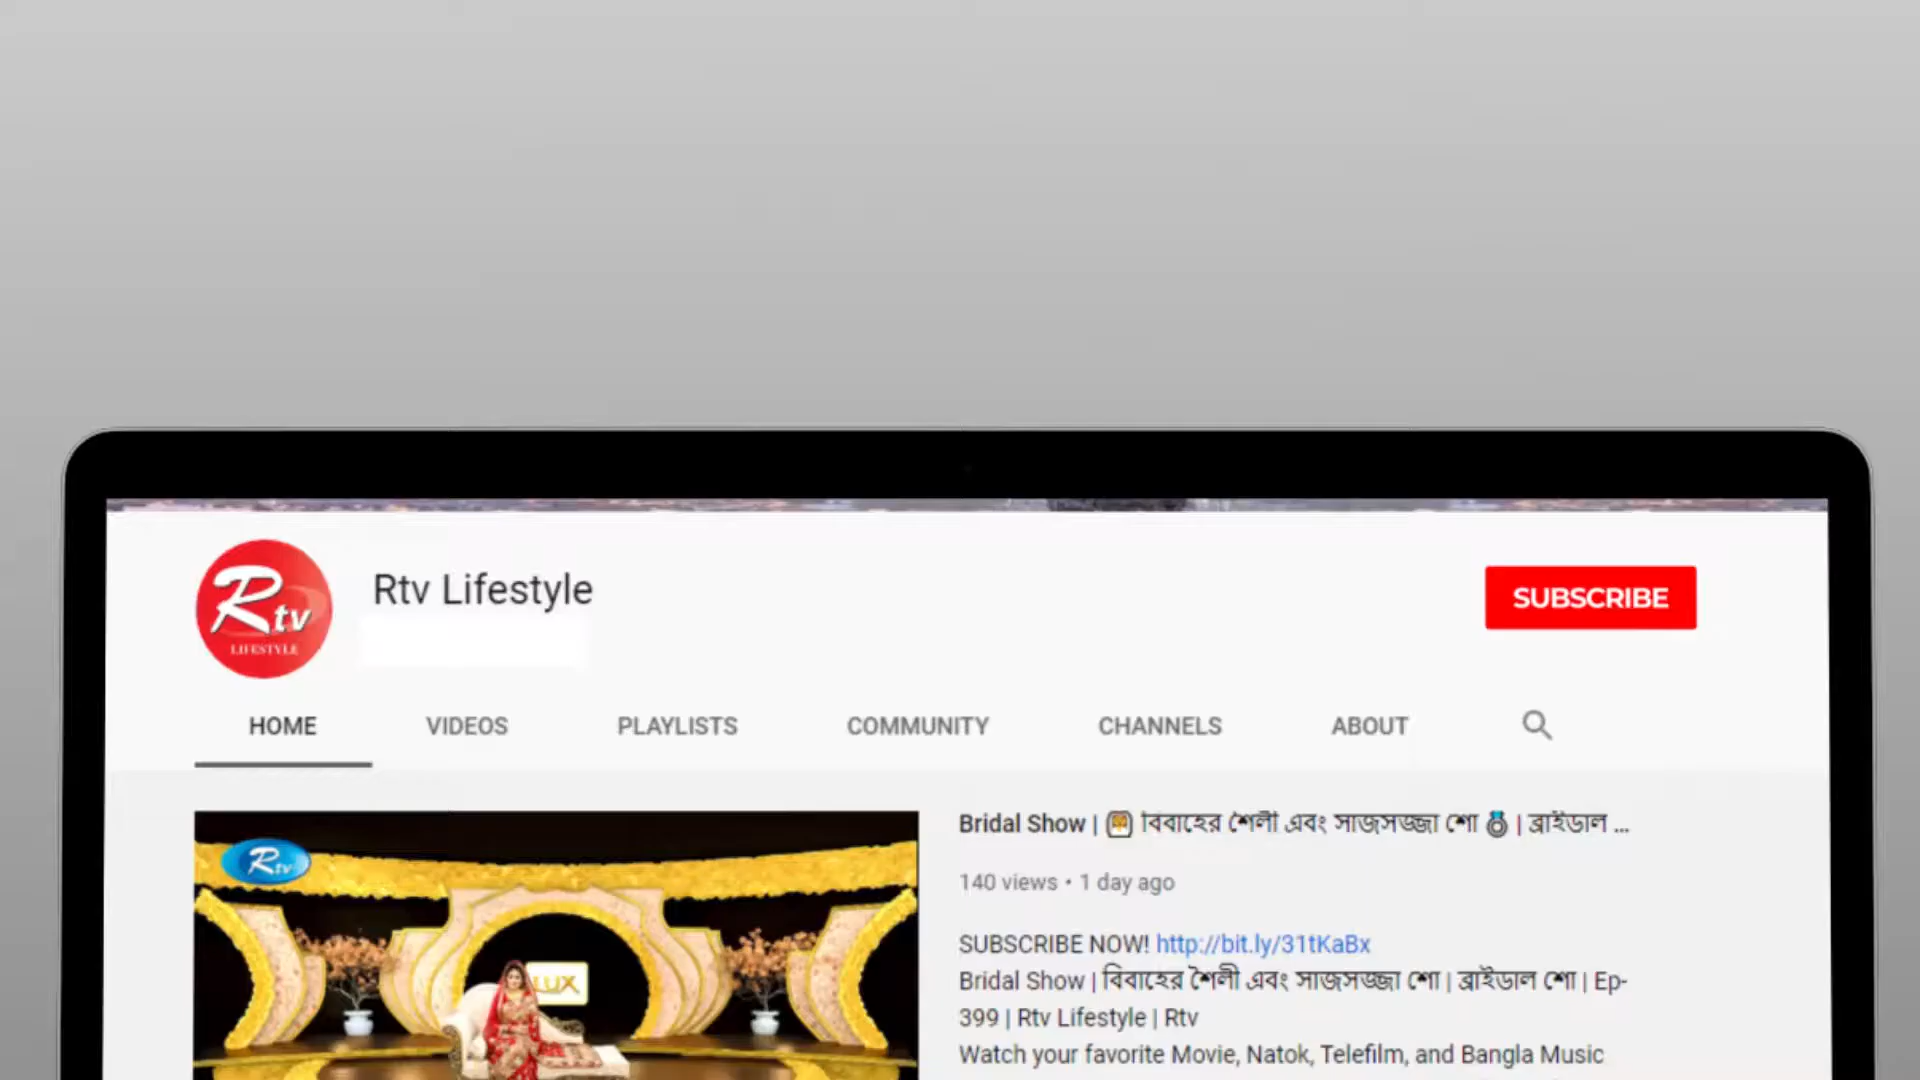 Rtv
LIFESTYLE
Rtv Lifestyle
SUBSCRIBE
HOME
VIDEOS
PLAYLISTS
COMMUNITY
CHANNELS
ABOUT
Rtv
LUX
Bridal Show | 👰 বিবাহের শৈলী এবং সাজসজ্জা শো 🏅 | ব্রাইডাল ...
140 views • 1 day ago
SUBSCRIBE NOW! http://bit.ly/31tKaBx
Bridal Show | বিবাহের শৈলী এবং সাজসজ্জা শো | ব্রাইডাল শো | Ep-
399 | Rtv Lifestyle | Rtv
Watch your favorite Movie, Natok, Telefilm, and Bangla Music